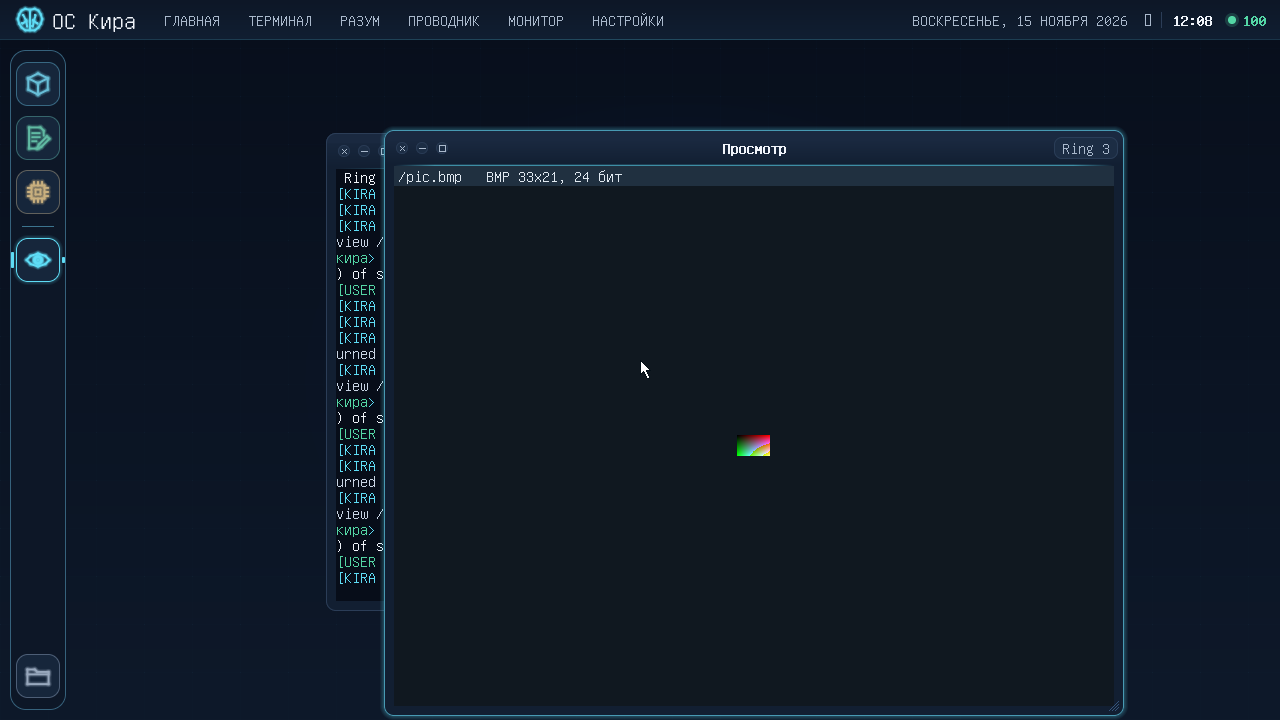 ОС Кира ГЛАВНАЯ ТЕРМИНАЛ РАЗУМ ПРОВОДНИК МОНИТОР НАСТРОЙКИ ВОСКРЕСЕНЬЕ, 15 НОЯБРЯ 2026 12:08 100
Просмотр Ring 3
/pic.bmp BMP 33x21, 24 бит
Ring
[KIRA
[KIRA
[KIRA
view /
кира>
) of s
[USER
[KIRA
[KIRA
[KIRA
urned
[KIRA
view /
кира>
) of s
[USER
[KIRA
[KIRA
urned
[KIRA
view /
кира>
) of s
[USER
[KIRA